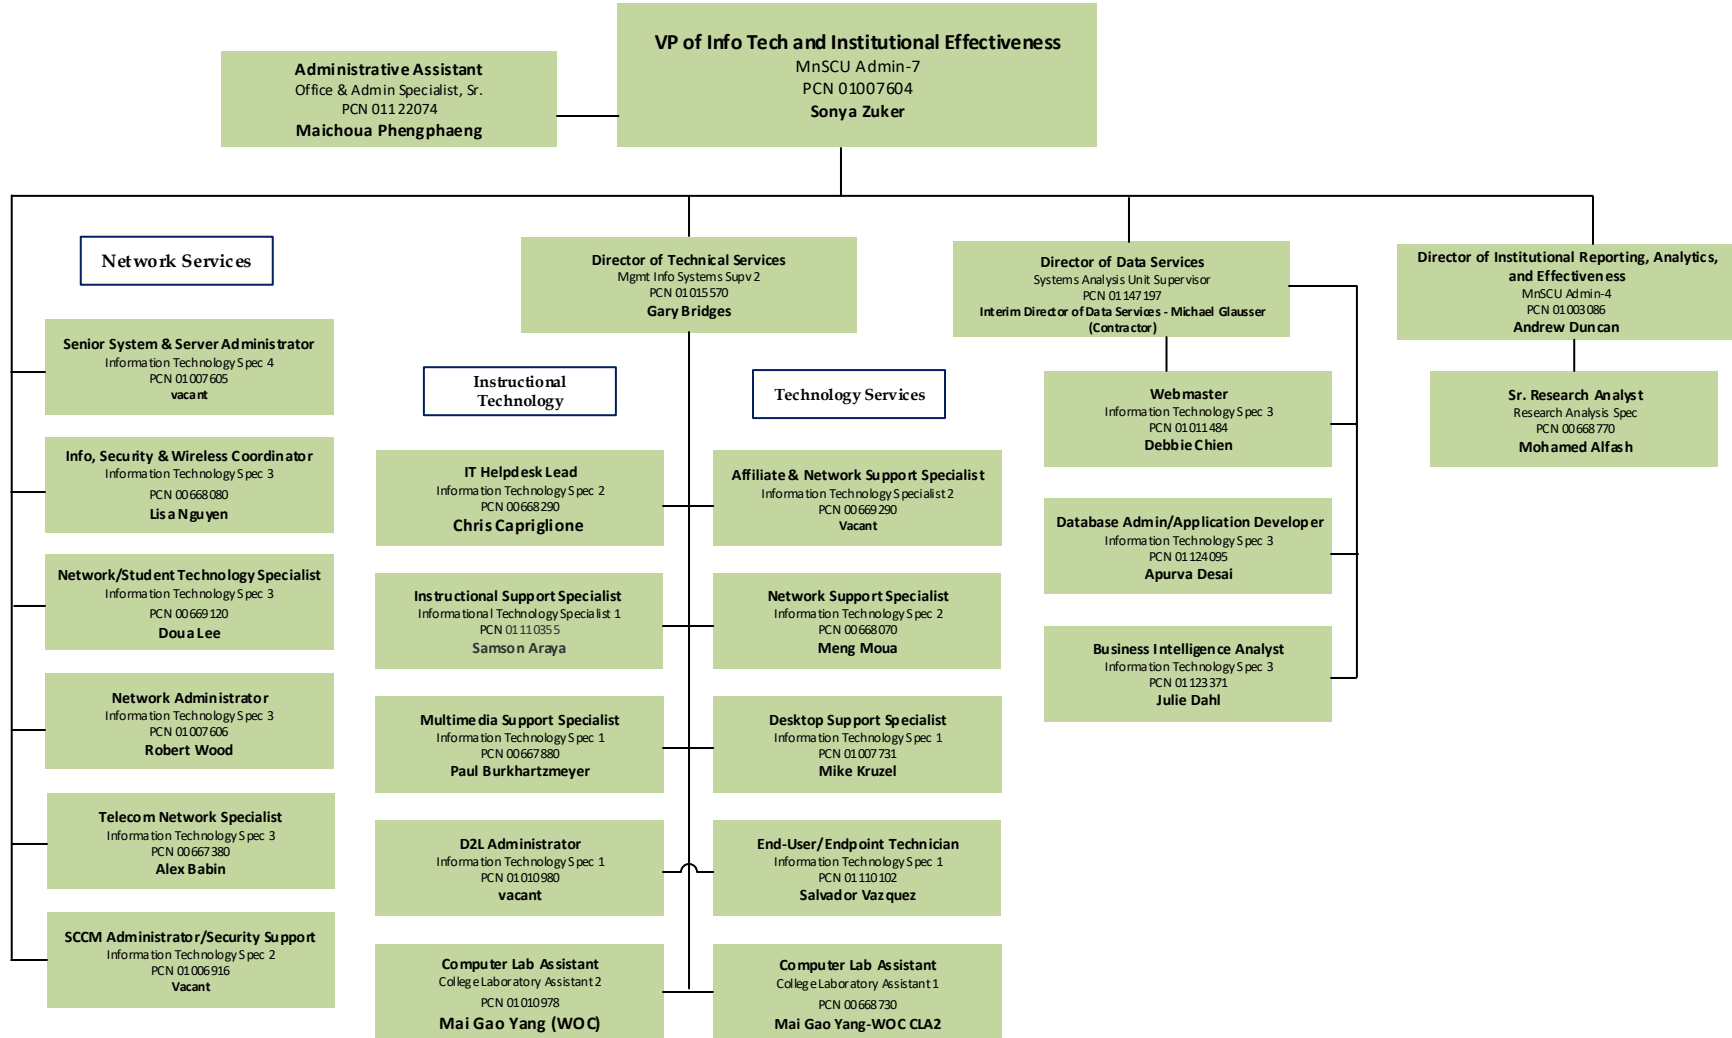 VP of Info Tech and Institutional Effectiveness
MnSCU Admin-7
PCN 01007604
Sonya Zuker
Administrative Assistant
Office & Admin Specialist, Sr.
PCN 01122074
Maichoua Phengphaeng
Network Services
Senior System & Server Administrator
Information Technology Spec 4
PCN 01007605
vacant
Info, Security & Wireless Coordinator
Information Technology Spec 3
PCN 00668080
Lisa Nguyen
Network/Student Technology Specialist
Information Technology Spec 3
PCN 00669120
Doua Lee
Network Administrator
Information Technology Spec 3
PCN 01007606
Robert Wood
Telecom Network Specialist
Information Technology Spec 3
PCN 00667380
Alex Babin
SCCM Administrator/Security Support
Information Technology Spec 2
PCN 01006916
Vacant
Director of Technical Services
Mgmt Info Systems Supv 2
PCN 01015570
Gary Bridges
Instructional
Technology
IT Helpdesk Lead
Information Technology Spec 2
PCN 00668290
Chris Capriglione
Instructional Support Specialist
Informational Technology Specialist 1
PCN 01110355
Samson Araya
Multimedia Support Specialist
Information Technology Spec 1
PCN 00667880
Paul Burkhartzmeyer
D2L Administrator
Information Technology Spec 1
PCN 01010980
vacant
Computer Lab Assistant
College Laboratory Assistant 2
PCN 01010978
Mai Gao Yang (WOC)
Technology Services
Affiliate & Network Support Specialist
Information Technology Specialist 2
PCN 00669290
Vacant
Network Support Specialist
Information Technology Spec 2
PCN 00668070
Meng Moua
Desktop Support Specialist
Information Technology Spec 1
PCN 01007731
Mike Kruzel
End-User/Endpoint Technician
Information Technology Spec 1
PCN 01110102
Salvador Vazquez
Computer Lab Assistant
College Laboratory Assistant 1
PCN 00668730
Mai Gao Yang-WOC CLA2
Director of Data Services
Systems Analysis Unit Supervisor
PCN 01147197
Interim Director of Data Services - Michael Glausser
(Contractor)
Webmaster
Information Technology Spec 3
PCN 01011484
Debbie Chien
Database Admin/Application Developer
Information Technology Spec 3
PCN 01124095
Apurva Desai
Business Intelligence Analyst
Information Technology Spec 3
PCN 01123371
Julie Dahl
Director of Institutional Reporting, Analytics,
and Effectiveness
MnSCU Admin-4
PCN 01003086
Andrew Duncan
Sr. Research Analyst
Research Analysis Spec
PCN 00668770
Mohamed Alfash